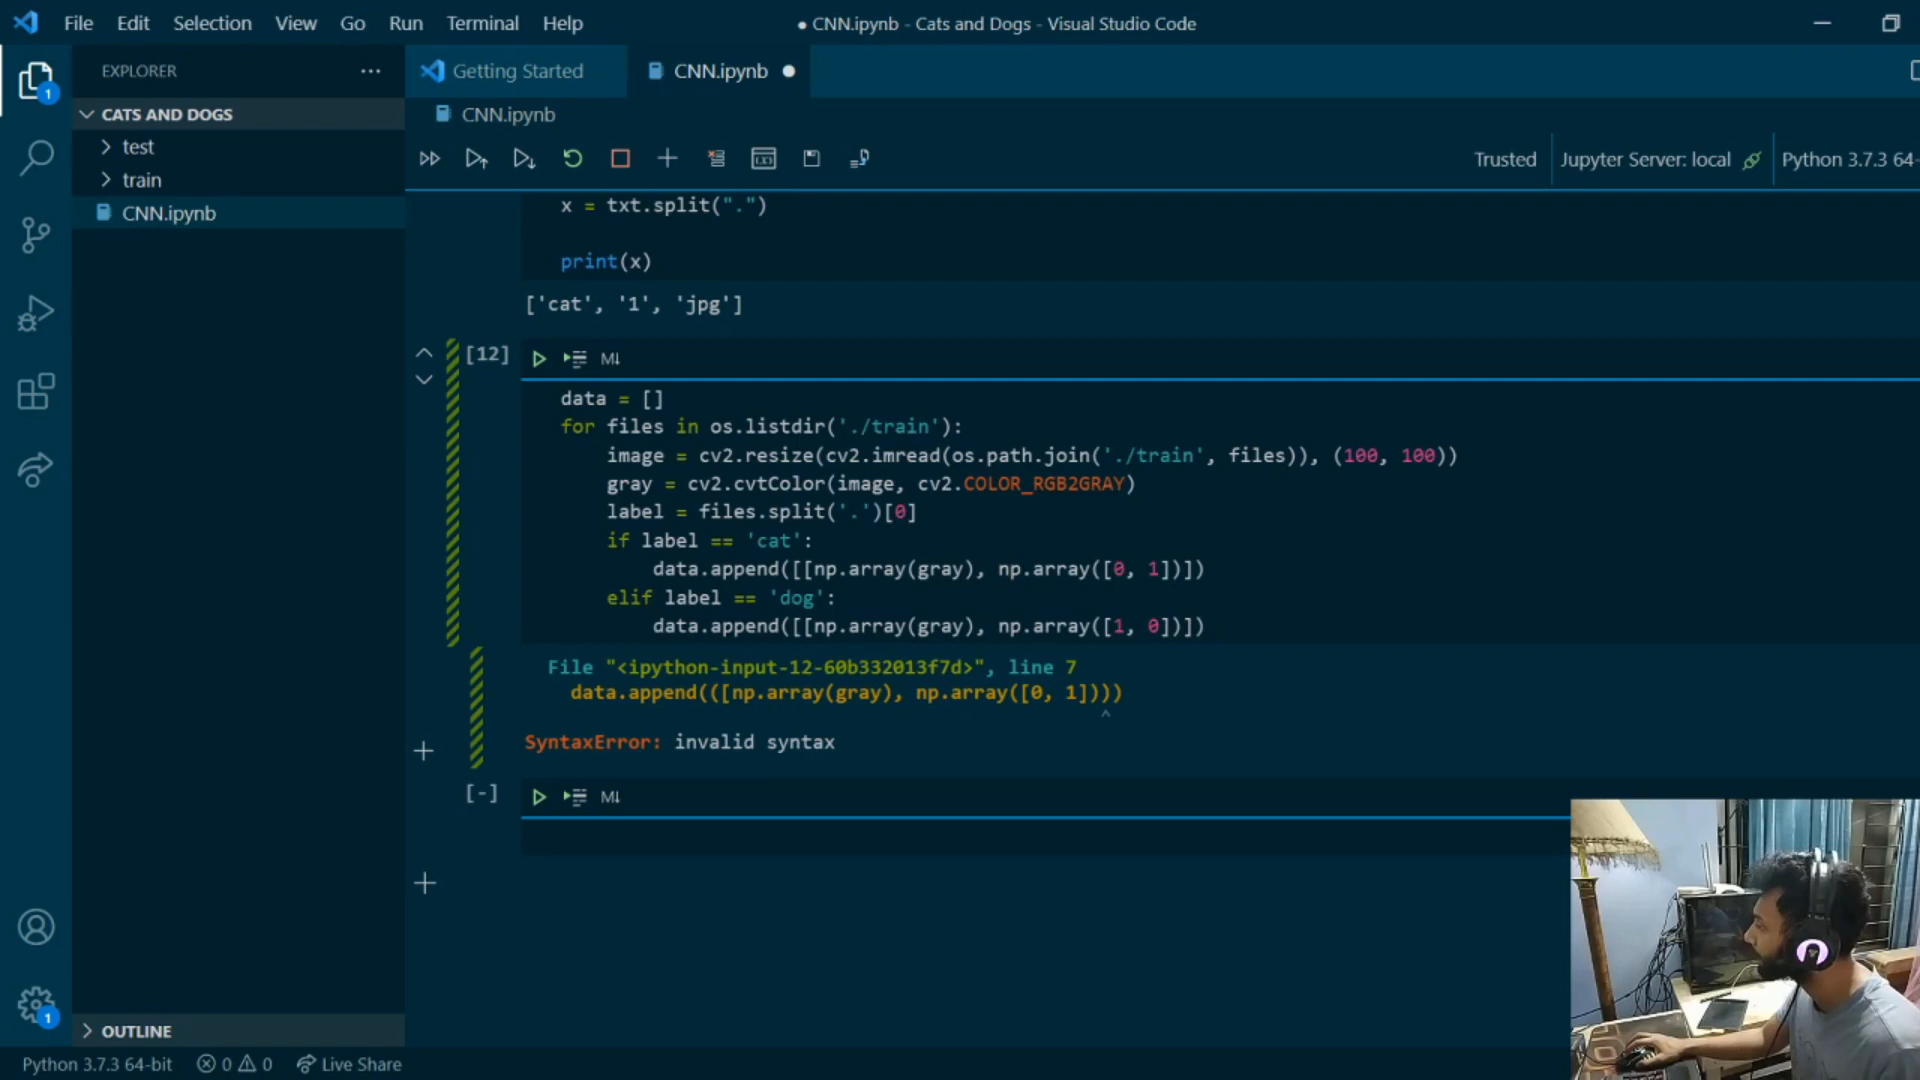 File Edit Selection View Go Run Terminal Help
● CNN.ipynb - Cats and Dogs - Visual Studio Code
EXPLORER
Getting Started
CNN.ipynb
1
CATS AND DOGS
CNN.ipynb
test
train
CNN.ipynb
Trusted
Jupyter Server: local
Python 3.7.3 64-
x = txt.split(".")
print(x)
['cat', '1', 'jpg']
[12]
M↓
data = []
for files in os.listdir('./train'):
image = cv2.resize(cv2.imread(os.path.join('./train', files)), (100, 100))
gray = cv2.cvtColor(image, cv2.COLOR_RGB2GRAY)
label = files.split('.')[0]
if label == 'cat':
data.append([[np.array(gray), np.array([0, 1])])
elif label == 'dog':
data.append([[np.array(gray), np.array([1, 0])])
File "<ipython-input-12-60b332013f7d>", line 7
data.append(([np.array(gray), np.array([0, 1])))
^
SyntaxError: invalid syntax
[-]
M↓
1
OUTLINE
Python 3.7.3 64-bit
0
0
Live Share